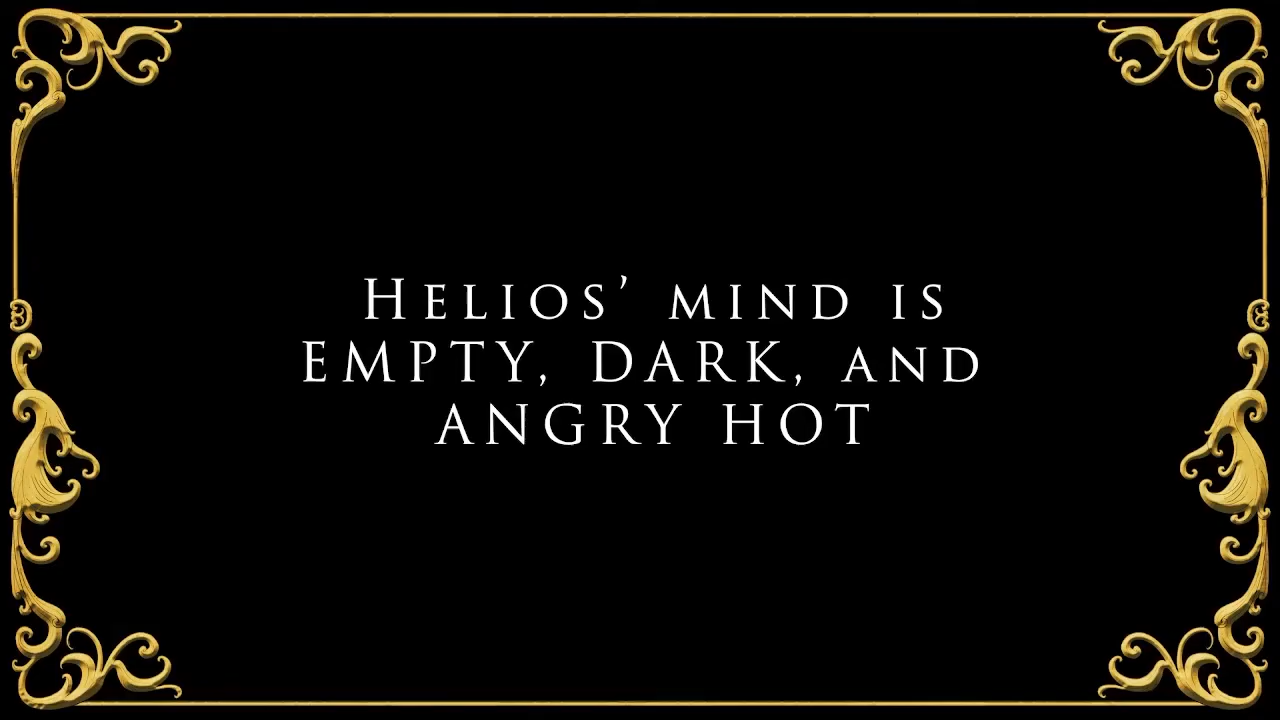 Helios’ mind is
EMPTY, DARK, and
ANGRY HOT